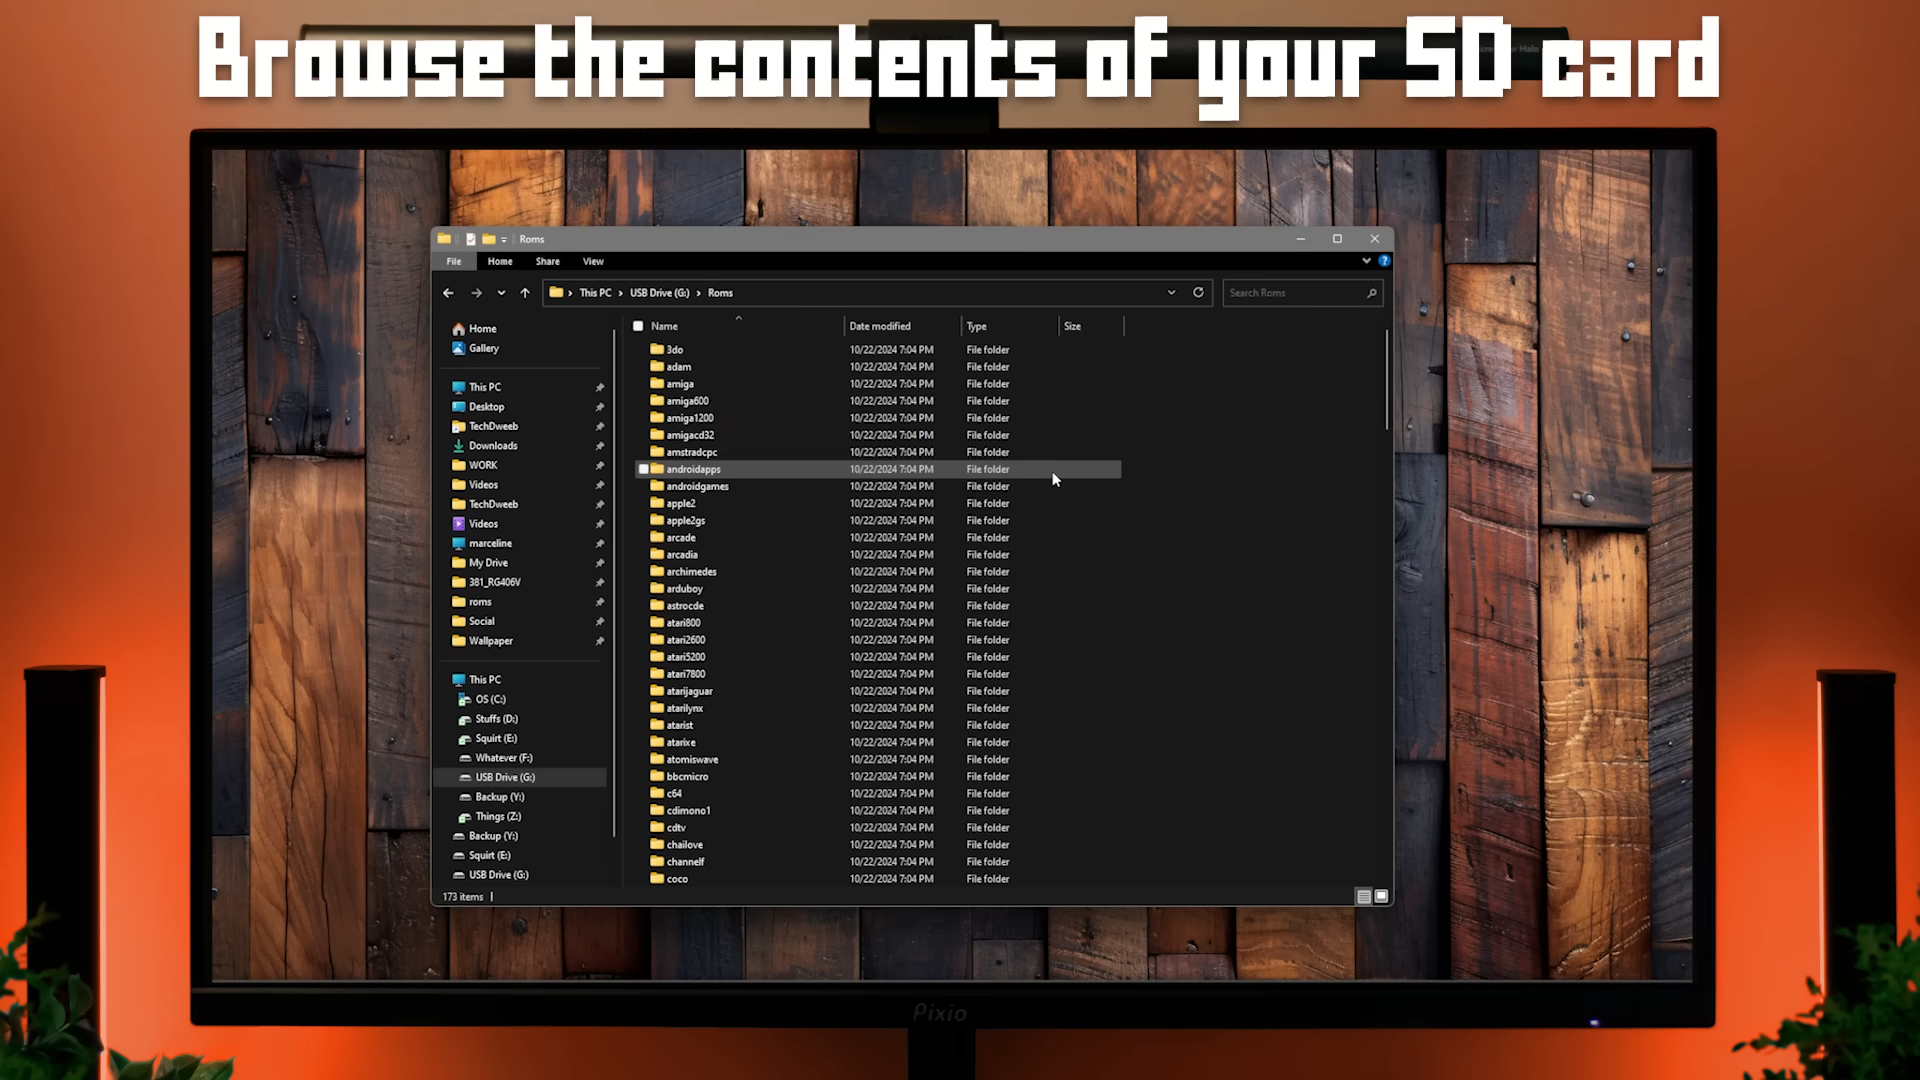 Browse the contents of your SD card
Roms
File Home Share View
This PC USB Drive (G:) Roms
Search Roms
Home
Gallery
This PC
Desktop
TechDweeb
Downloads
WORK
Videos
TechDweeb
Videos
marceline
My Drive
381_RG406V
roms
Social
Wallpaper
This PC
OS (C:)
Stuffs (D:)
Squirt (E:)
Whatever (F:)
USB Drive (G:)
Backup (Y:)
Things (Z:)
Backup (Y:)
Squirt (E:)
USB Drive (G:)
Name Date modified Type Size
3do 10/22/2024 7:04 PM File folder
adam 10/22/2024 7:04 PM File folder
amiga 10/22/2024 7:04 PM File folder
amiga600 10/22/2024 7:04 PM File folder
amiga1200 10/22/2024 7:04 PM File folder
amigacd32 10/22/2024 7:04 PM File folder
amstradcpc 10/22/2024 7:04 PM File folder
androidapps 10/22/2024 7:04 PM File folder
androidgames 10/22/2024 7:04 PM File folder
apple2 10/22/2024 7:04 PM File folder
apple2gs 10/22/2024 7:04 PM File folder
arcade 10/22/2024 7:04 PM File folder
arcadia 10/22/2024 7:04 PM File folder
archimedes 10/22/2024 7:04 PM File folder
arduboy 10/22/2024 7:04 PM File folder
astrocde 10/22/2024 7:04 PM File folder
atari800 10/22/2024 7:04 PM File folder
atari2600 10/22/2024 7:04 PM File folder
atari5200 10/22/2024 7:04 PM File folder
atari7800 10/22/2024 7:04 PM File folder
atarijaguar 10/22/2024 7:04 PM File folder
atarilynx 10/22/2024 7:04 PM File folder
atarist 10/22/2024 7:04 PM File folder
atarixe 10/22/2024 7:04 PM File folder
atomiswave 10/22/2024 7:04 PM File folder
bbcmicro 10/22/2024 7:04 PM File folder
c64 10/22/2024 7:04 PM File folder
cdimono1 10/22/2024 7:04 PM File folder
cdtv 10/22/2024 7:04 PM File folder
chailove 10/22/2024 7:04 PM File folder
channelf 10/22/2024 7:04 PM File folder
coco 10/22/2024 7:04 PM File folder
173 items
Pixio